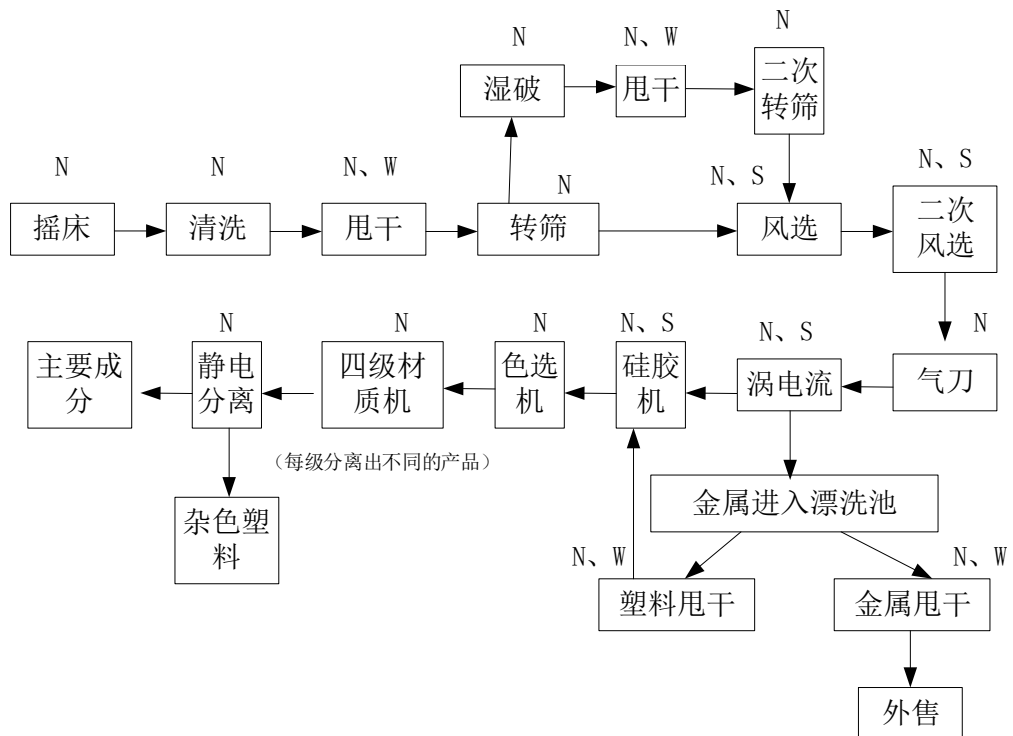 N
N、W
N
湿破
甩干
二次
转筛
N
N
N、W
N
N、S
N、S
摇床
清洗
甩干
转筛
风选
二次
风选
N
N
N
N、S
N、S
N
主要成
分
静电
分离
四级材
质机
色选
机
硅胶
机
涡电流
气刀
（每级分离出不同的产品）
杂色塑
料
金属进入漂洗池
N、W
N、W
塑料甩干
金属甩干
外售